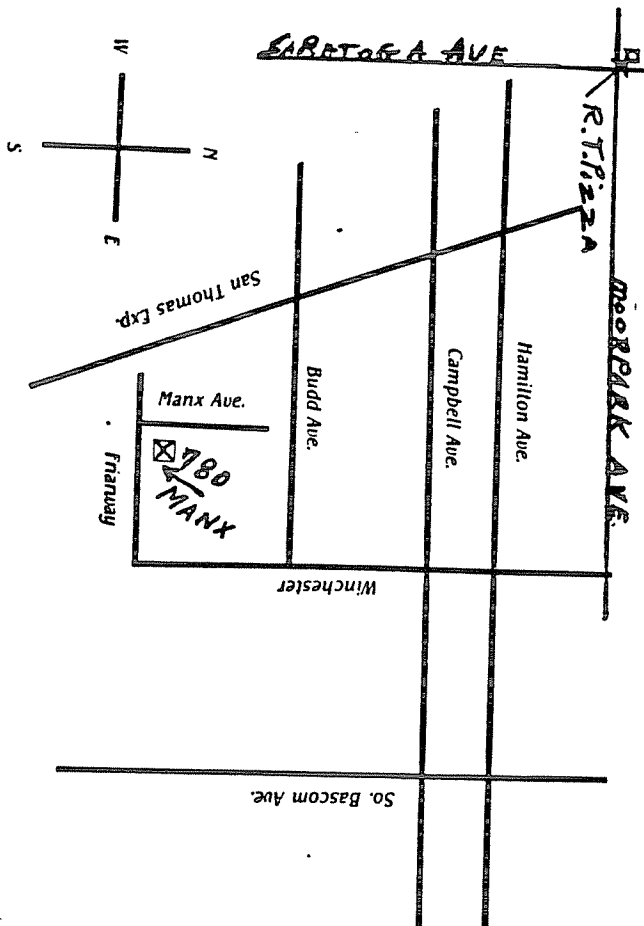 SARATOGA AVE
R.T. PizzA
MOORPARK AVE.
W
N
S
E
San Thomas Exp.
Hamilton Ave.
Campbell Ave.
Budd Ave.
Manx Ave.
780
MANX
Friarway
Winchester
So. Bascom Ave.